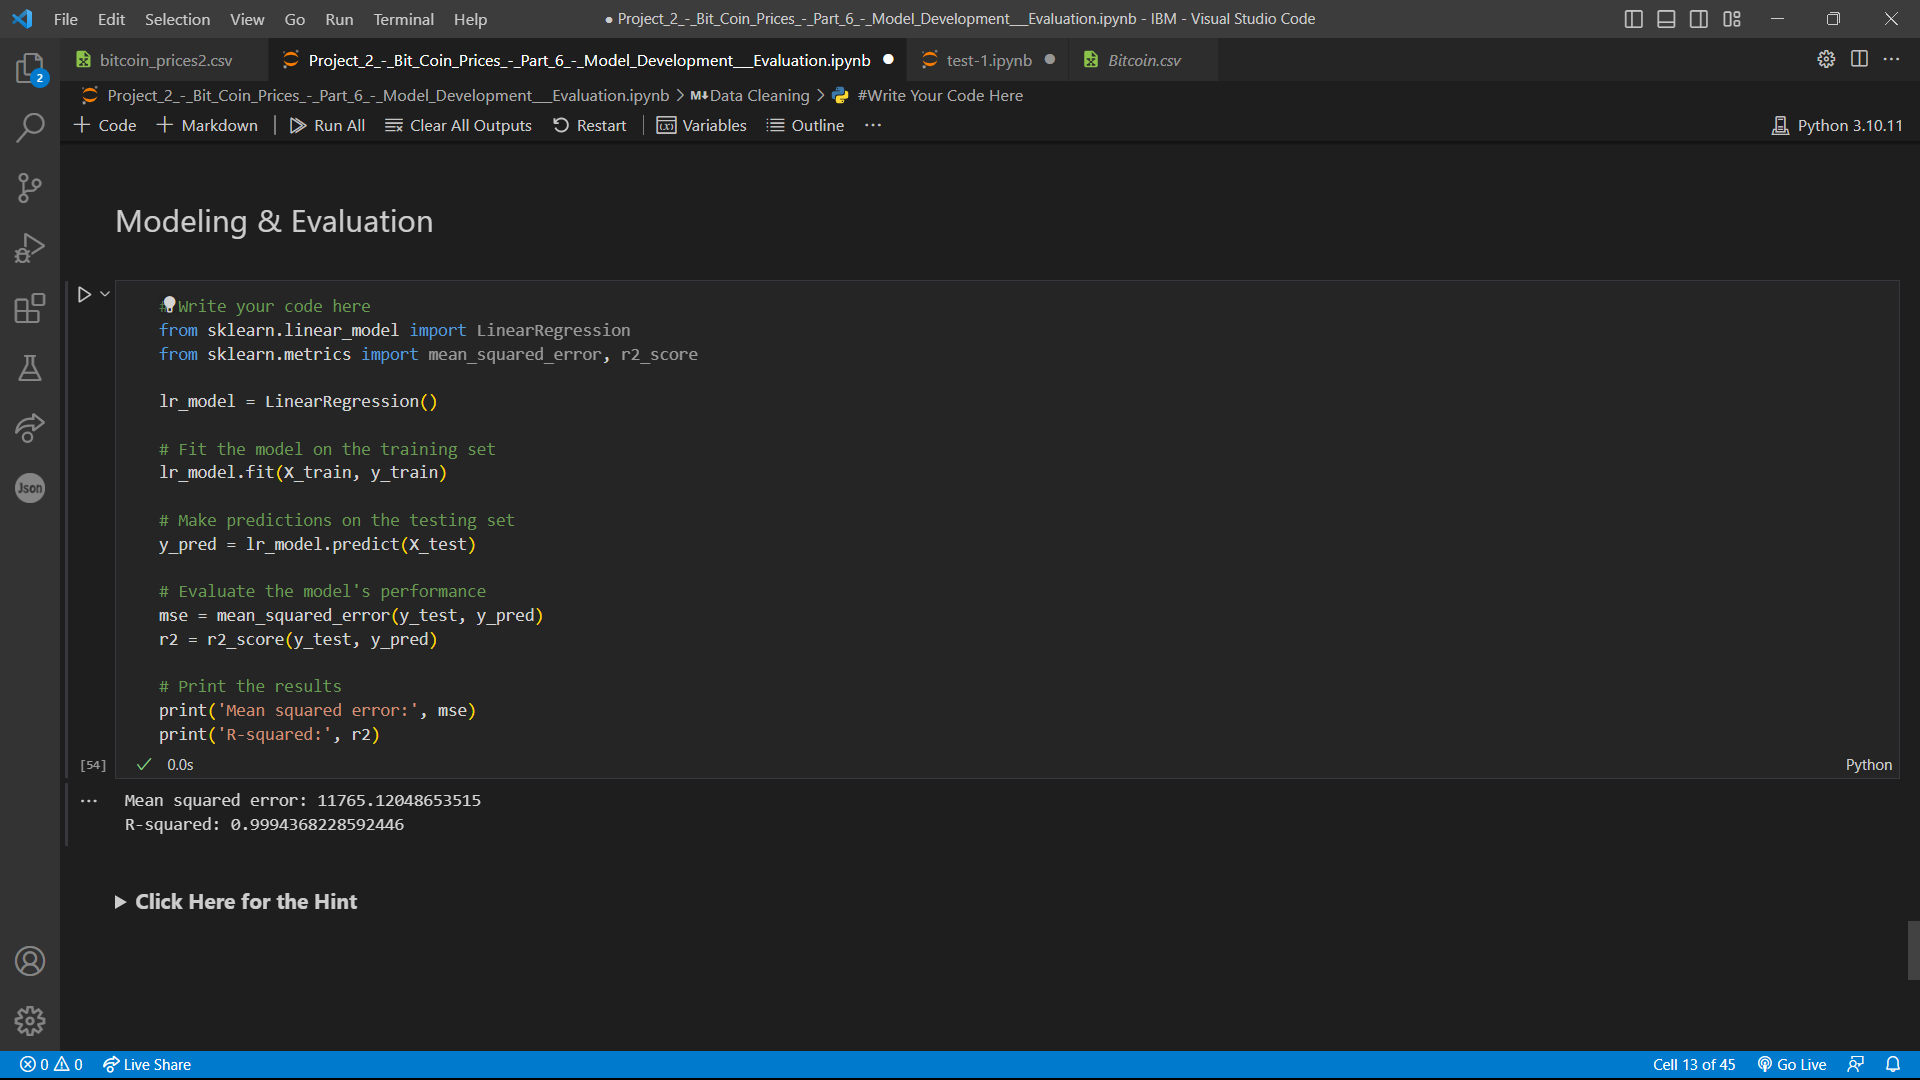 File Edit Selection View Go Run Terminal Help
● Project_2_-_Bit_Coin_Prices_-_Part_6_-_Model_Development___Evaluation.ipynb - IBM - Visual Studio Code
bitcoin_prices2.csv
Project_2_-_Bit_Coin_Prices_-_Part_6_-_Model_Development___Evaluation.ipynb
test-1.ipynb
Bitcoin.csv
2
Project_2_-_Bit_Coin_Prices_-_Part_6_-_Model_Development___Evaluation.ipynb > M↓Data Cleaning > #Write Your Code Here
+ Code + Markdown | Run All Clear All Outputs Restart | Variables Outline ···
Python 3.10.11
Modeling & Evaluation
# Write your code here
from sklearn.linear_model import LinearRegression
from sklearn.metrics import mean_squared_error, r2_score
lr_model = LinearRegression()
# Fit the model on the training set
lr_model.fit(X_train, y_train)
Json
# Make predictions on the testing set
y_pred = lr_model.predict(X_test)
# Evaluate the model's performance
mse = mean_squared_error(y_test, y_pred)
r2 = r2_score(y_test, y_pred)
# Print the results
print('Mean squared error:', mse)
print('R-squared:', r2)
[54] ✓ 0.0s
Python
··· Mean squared error: 11765.12048653515
R-squared: 0.9994368228592446
▶ Click Here for the Hint
0 0 Live Share
Cell 13 of 45 Go Live